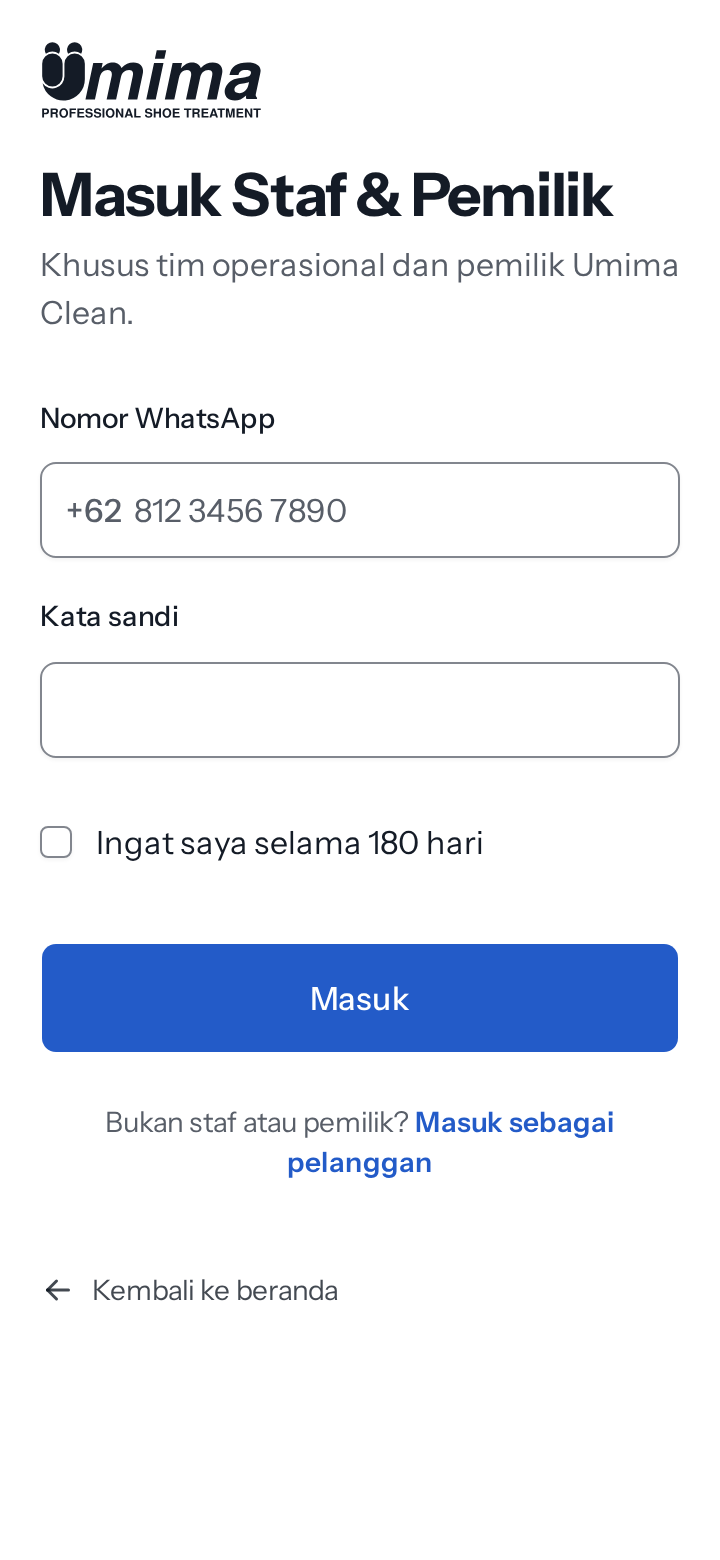 Ümima
PROFESSIONAL SHOE TREATMENT
Masuk Staf & Pemilik
Khusus tim operasional dan pemilik Umima
Clean.
Nomor WhatsApp
+62 812 3456 7890
Kata sandi
Ingat saya selama 180 hari
Masuk
Bukan staf atau pemilik? Masuk sebagai
pelanggan
Kembali ke beranda